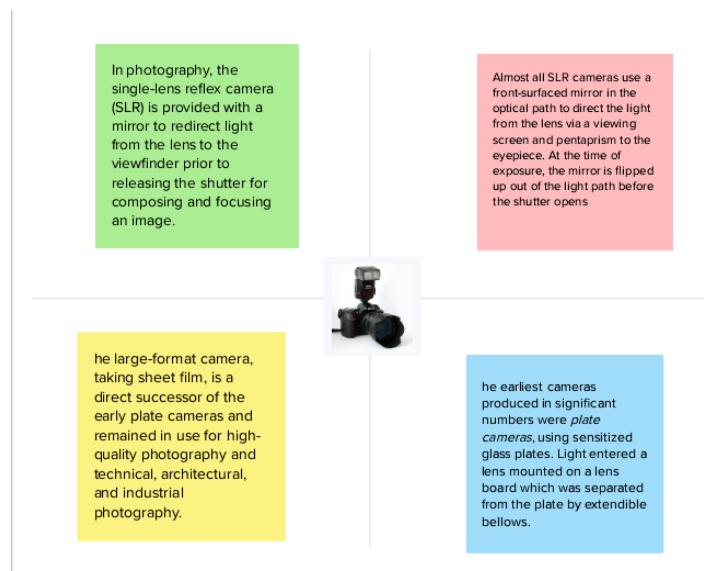 In photography, the
single-lens reflex camera
(SLR) is provided with a
mirror to redirect light
from the lens to the
viewfinder prior to
releasing the shutter for
composing and focusing
an image.
Almost all SLR cameras use a
front-surfaced mirror in the
optical path to direct the light
from the lens via a viewing
screen and pentaprism to the
eyepiece. At the time of
exposure, the mirror is flipped
up out of the light path before
the shutter opens
he large-format camera,
taking sheet film, is a
direct successor of the
early plate cameras and
remained in use for high-
quality photography and
technical, architectural,
and industrial
photography.
he earliest cameras
produced in significant
numbers were plate
cameras, using sensitized
glass plates. Light entered a
lens mounted on a lens
board which was separated
from the plate by extendible
bellows.